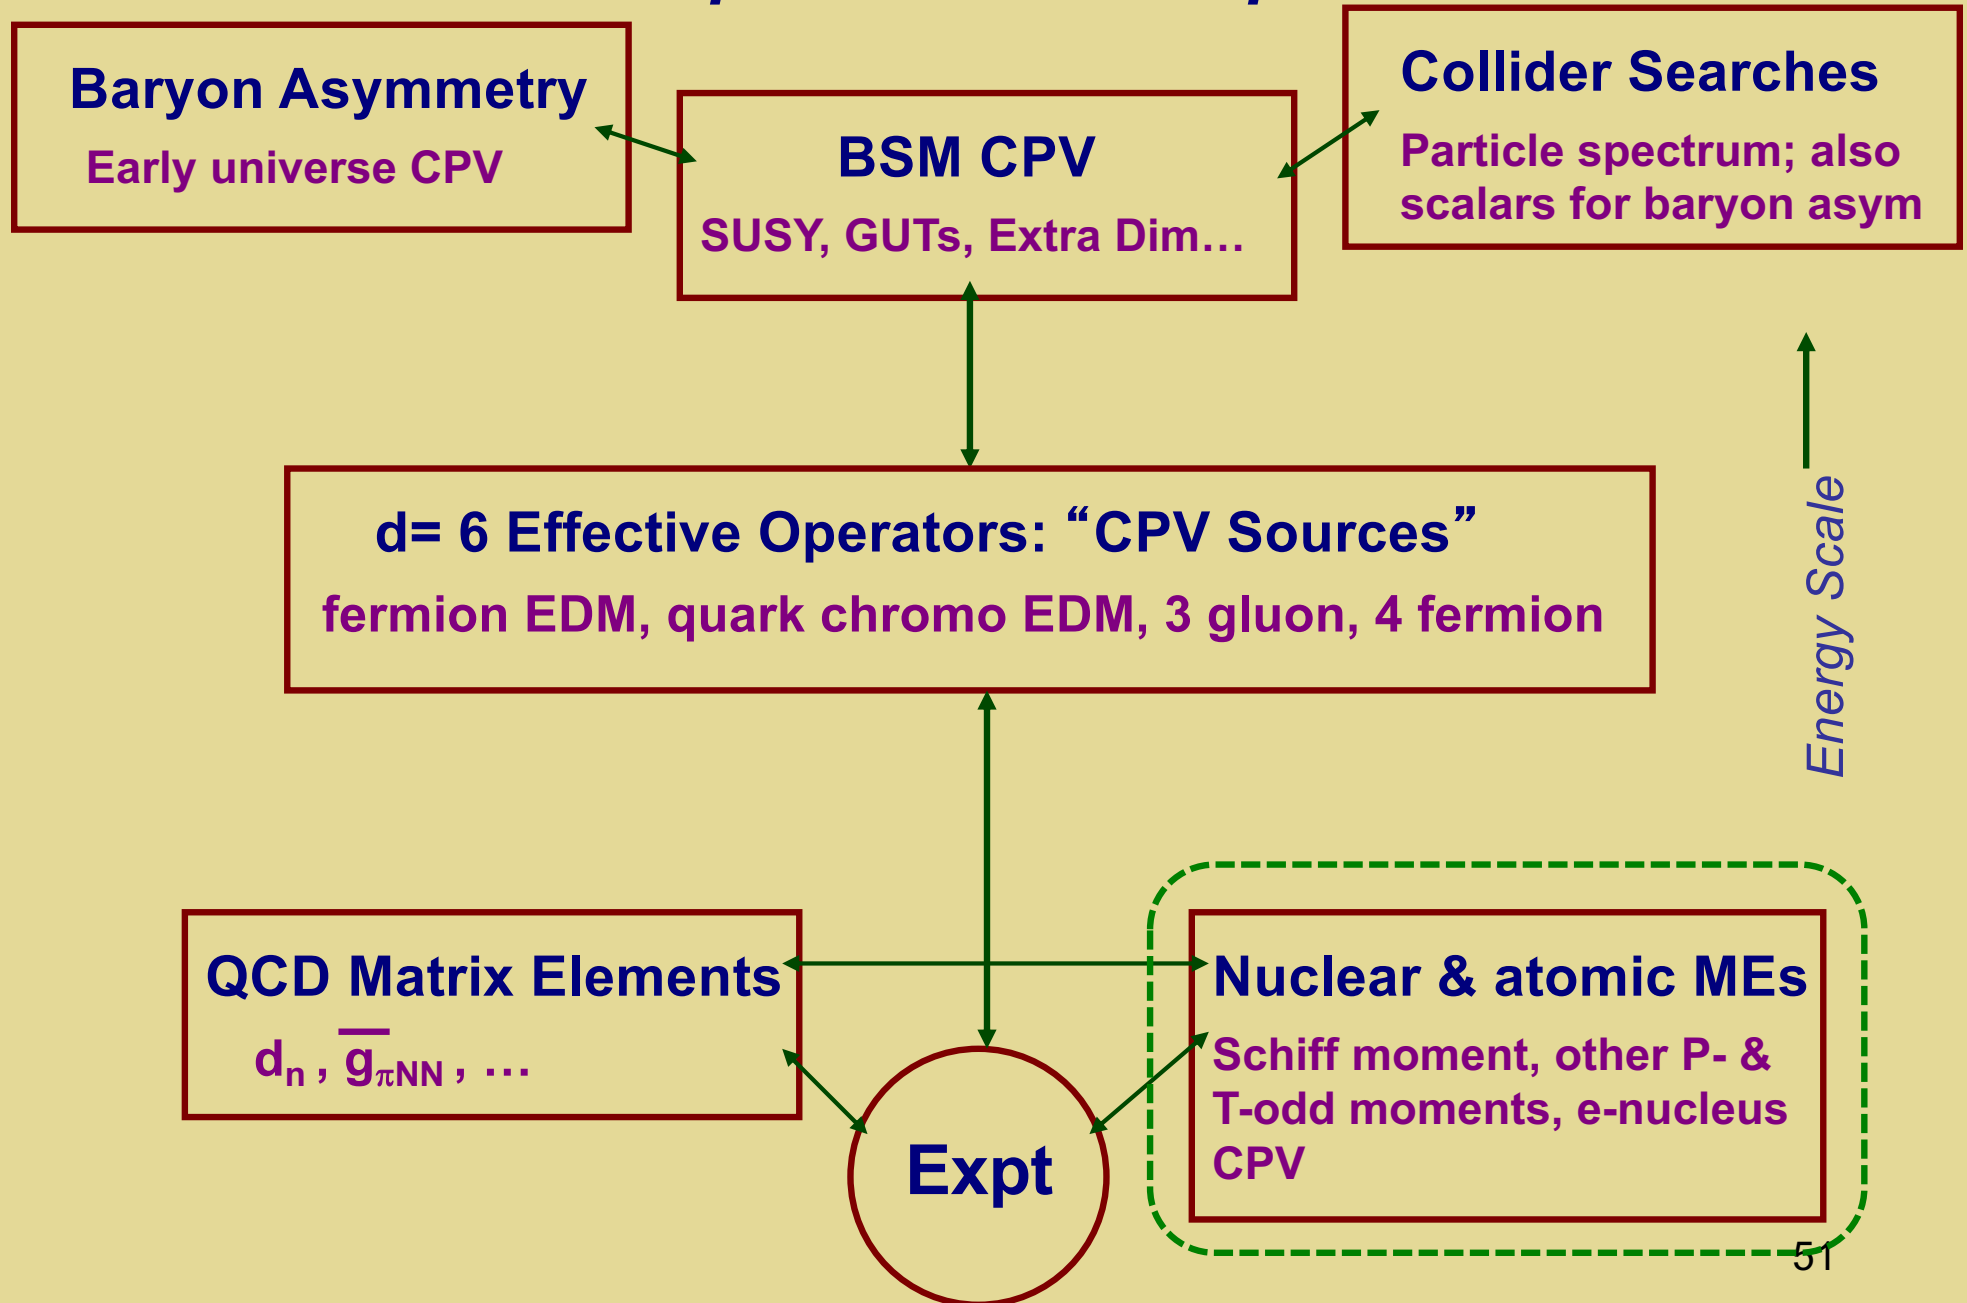 Baryon Asymmetry
Early universe CPV
BSM CPV
SUSY, GUTs, Extra Dim…
Collider Searches
Particle spectrum; also
scalars for baryon asym
d= 6 Effective Operators: “CPV Sources”
fermion EDM, quark chromo EDM, 3 gluon, 4 fermion
Energy Scale
QCD Matrix Elements
dₙ , g̅πNN , …
Nuclear & atomic MEs
Schiff moment, other P- &
T-odd moments, e-nucleus
CPV
Expt
51